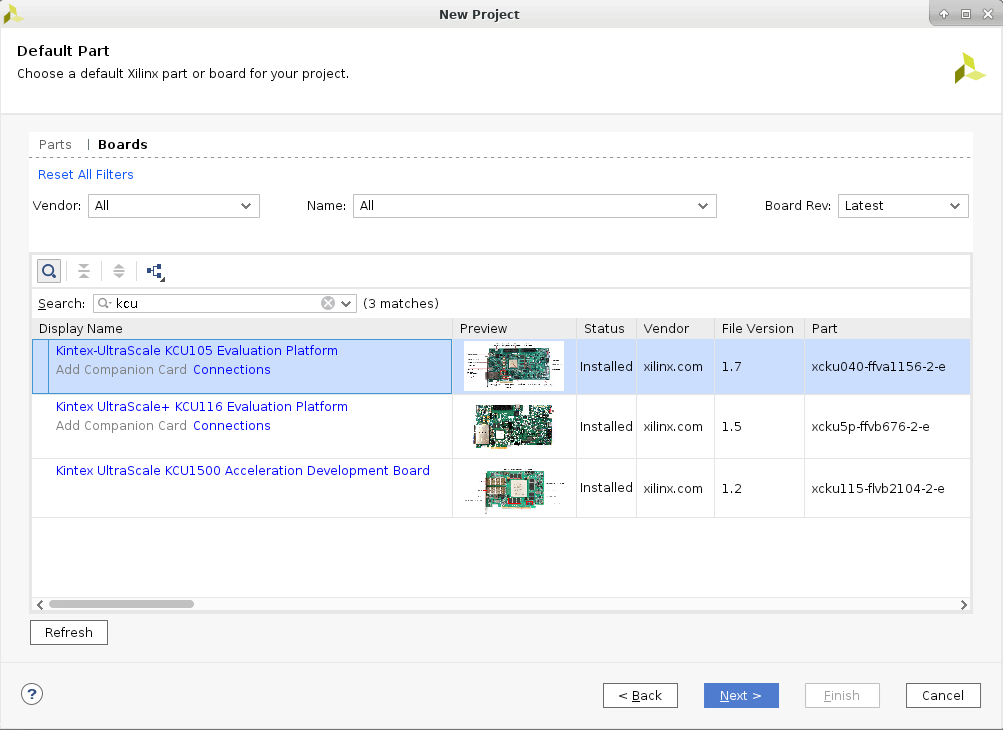 New Project
Default Part
Choose a default Xilinx part or board for your project.
Parts | Boards
Reset All Filters
Vendor: All Name: All Board Rev: Latest
Search: kcu (3 matches)
Display Name Preview Status Vendor File Version Part
Kintex-UltraScale KCU105 Evaluation Platform
Add Companion Card Connections
Installed xilinx.com 1.7 xcku040-ffva1156-2-e
Kintex UltraScale+ KCU116 Evaluation Platform
Add Companion Card Connections
Installed xilinx.com 1.5 xcku5p-ffvb676-2-e
Kintex UltraScale KCU1500 Acceleration Development Board
Installed xilinx.com 1.2 xcku115-flvb2104-2-e
Refresh
? < Back Next > Finish Cancel